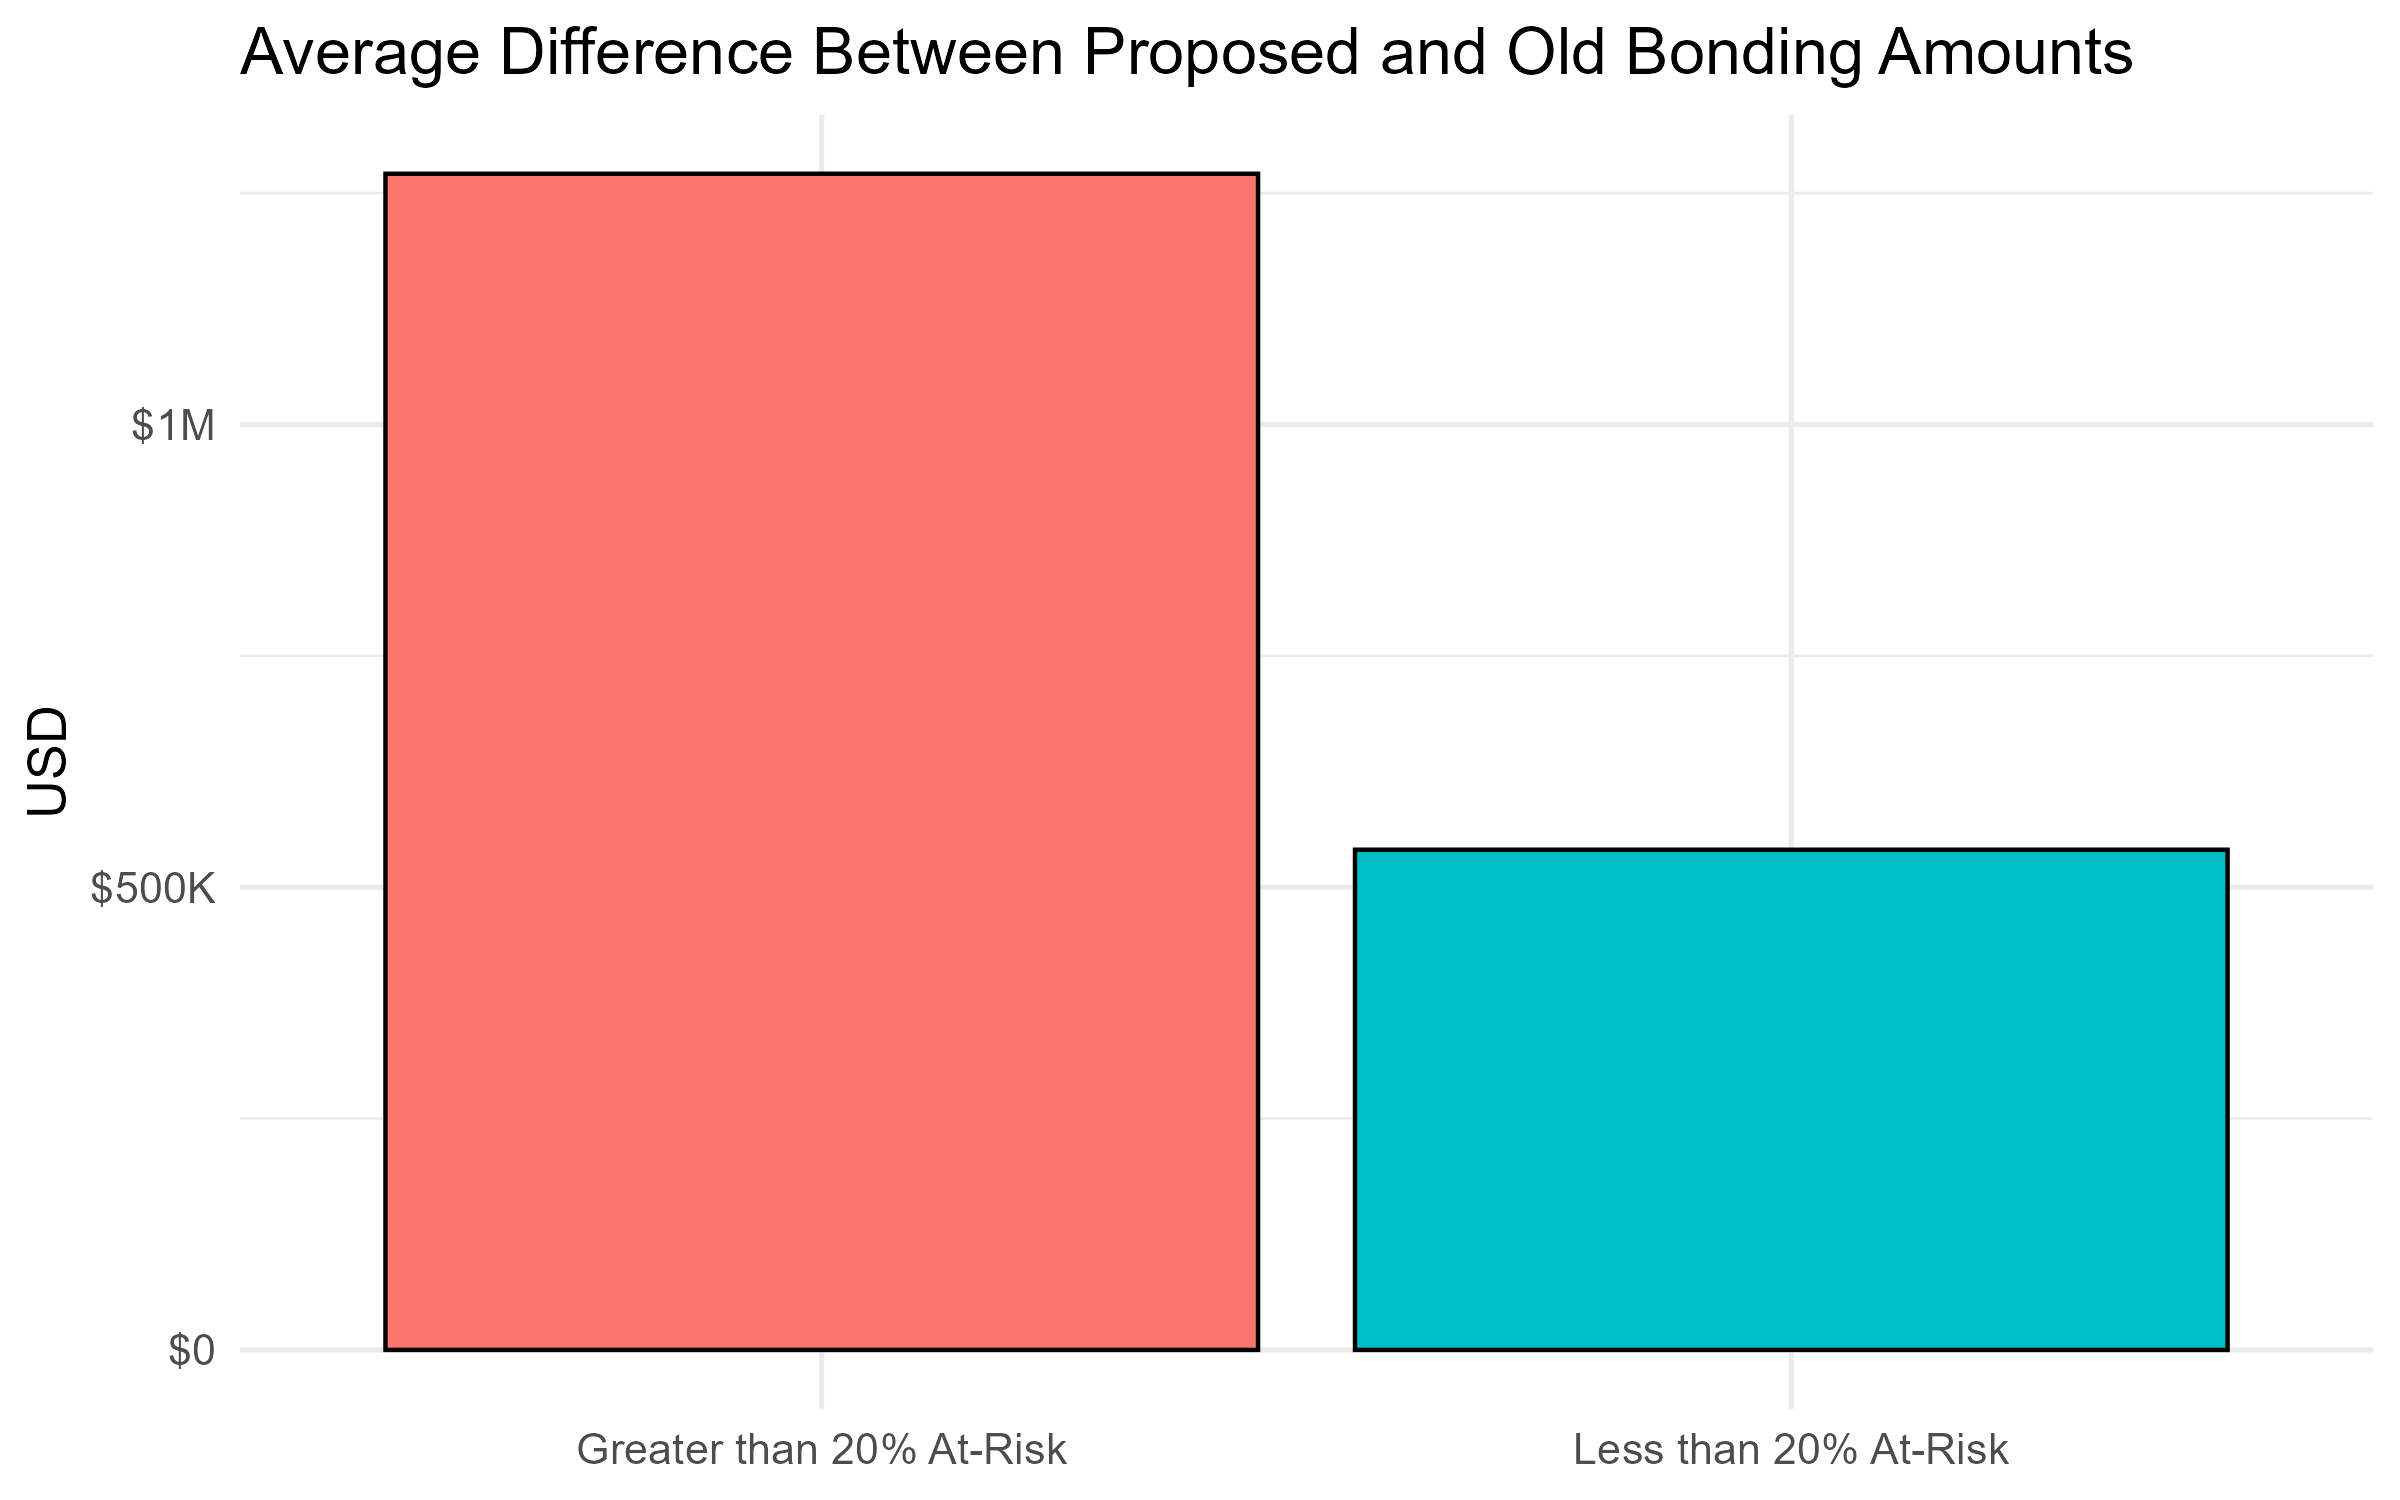 Average Difference Between Proposed and Old Bonding Amounts
USD
$1M
$500K
$0
Greater than 20% At-Risk
Less than 20% At-Risk